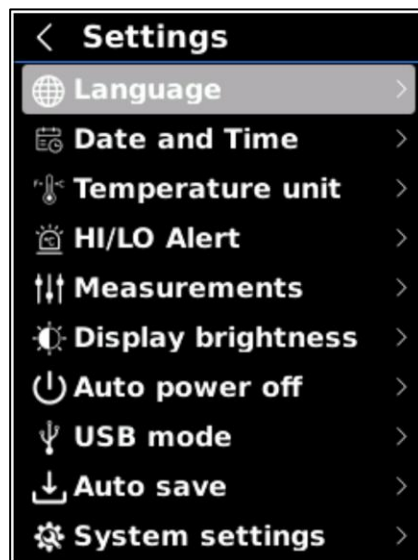 Settings
Language
Date and Time
Temperature unit
HI/LO Alert
Measurements
Display brightness
Auto power off
USB mode
Auto save
System settings